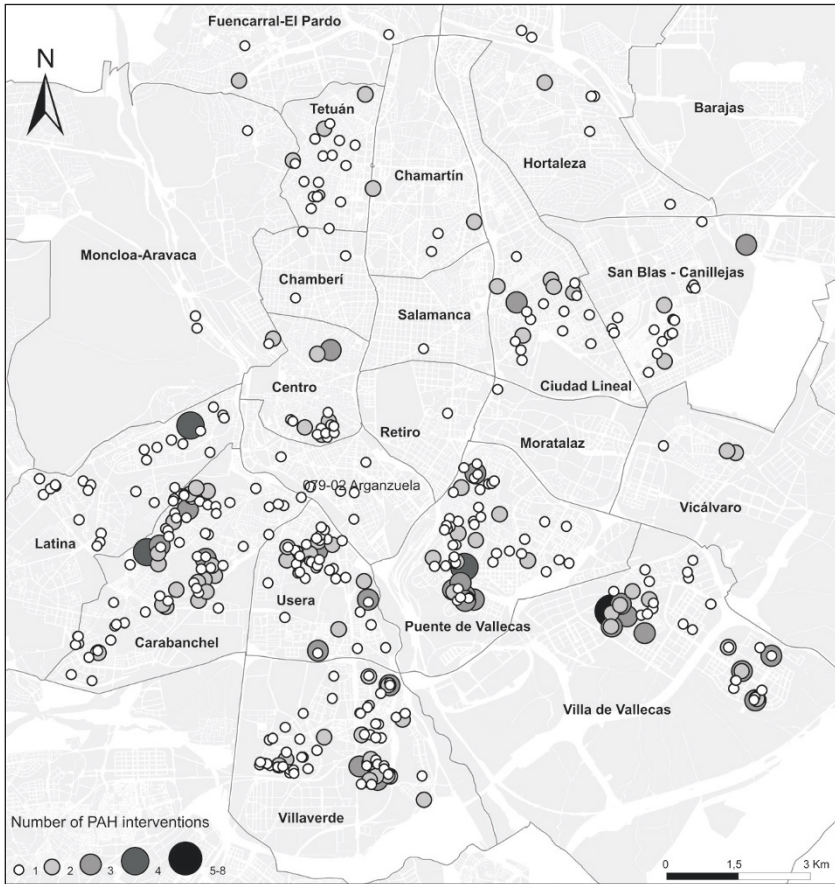 Fuencarral-El Pardo
N
Tetuán
Barajas
Hortaleza
Chamartín
Moncloa-Aravaca
San Blas - Canillejas
Chamberí
Salamanca
Ciudad Lineal
Centro
Retiro
Moratalaz
079-02 Arganzuela
Vicálvaro
Latina
Usera
Puente de Vallecas
Carabanchel
Villa de Vallecas
Villaverde
Number of PAH interventions
1 2 3 4 5-8
0 1,5 3 Km